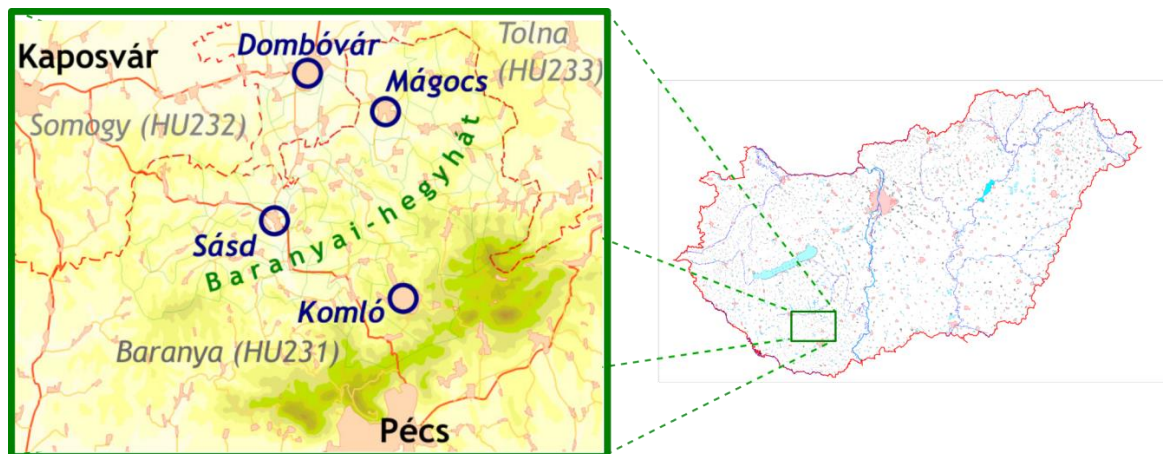 Kaposvár
Dombóvár
Tolna
(HU233)
Mágocs
Somogy (HU232)
Baranyai-hegyhát
Sásd
Komló
Baranya (HU231)
Pécs